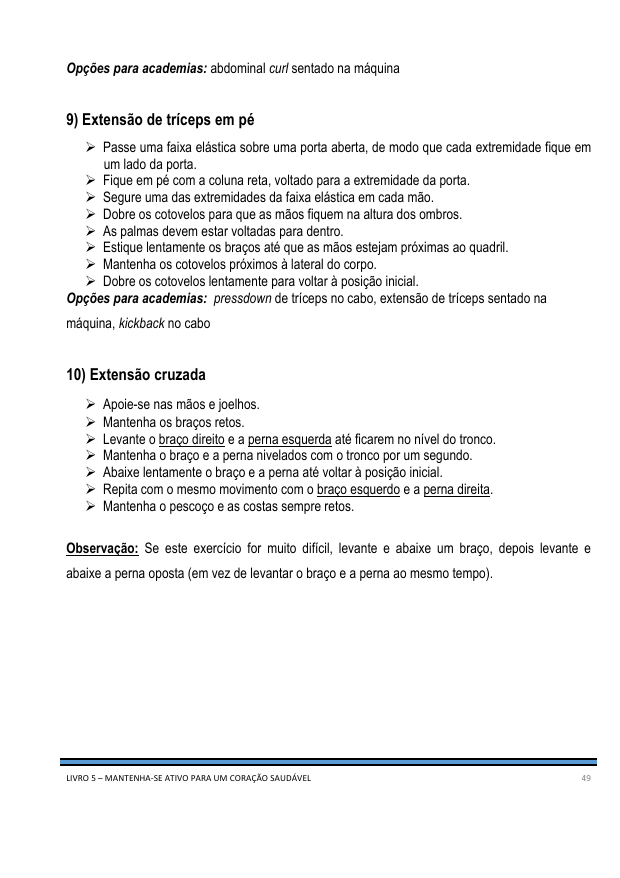 Opções para academias: abdominal curl sentado na máquina
9) Extensão de tríceps em pé
➢ Passe uma faixa elástica sobre uma porta aberta, de modo que cada extremidade fique em
um lado da porta.
➢ Fique em pé com a coluna reta, voltado para a extremidade da porta.
➢ Segure uma das extremidades da faixa elástica em cada mão.
➢ Dobre os cotovelos para que as mãos fiquem na altura dos ombros.
➢ As palmas devem estar voltadas para dentro.
➢ Estique lentamente os braços até que as mãos estejam próximas ao quadril.
➢ Mantenha os cotovelos próximos à lateral do corpo.
➢ Dobre os cotovelos lentamente para voltar à posição inicial.
Opções para academias: pressdown de tríceps no cabo, extensão de tríceps sentado na
máquina, kickback no cabo
10) Extensão cruzada
➢ Apoie-se nas mãos e joelhos.
➢ Mantenha os braços retos.
➢ Levante o braço direito e a perna esquerda até ficarem no nível do tronco.
➢ Mantenha o braço e a perna nivelados com o tronco por um segundo.
➢ Abaixe lentamente o braço e a perna até voltar à posição inicial.
➢ Repita com o mesmo movimento com o braço esquerdo e a perna direita.
➢ Mantenha o pescoço e as costas sempre retos.
Observação: Se este exercício for muito difícil, levante e abaixe um braço, depois levante e
abaixe a perna oposta (em vez de levantar o braço e a perna ao mesmo tempo).
LIVRO 5 – MANTENHA-SE ATIVO PARA UM CORAÇÃO SAUDÁVEL 49